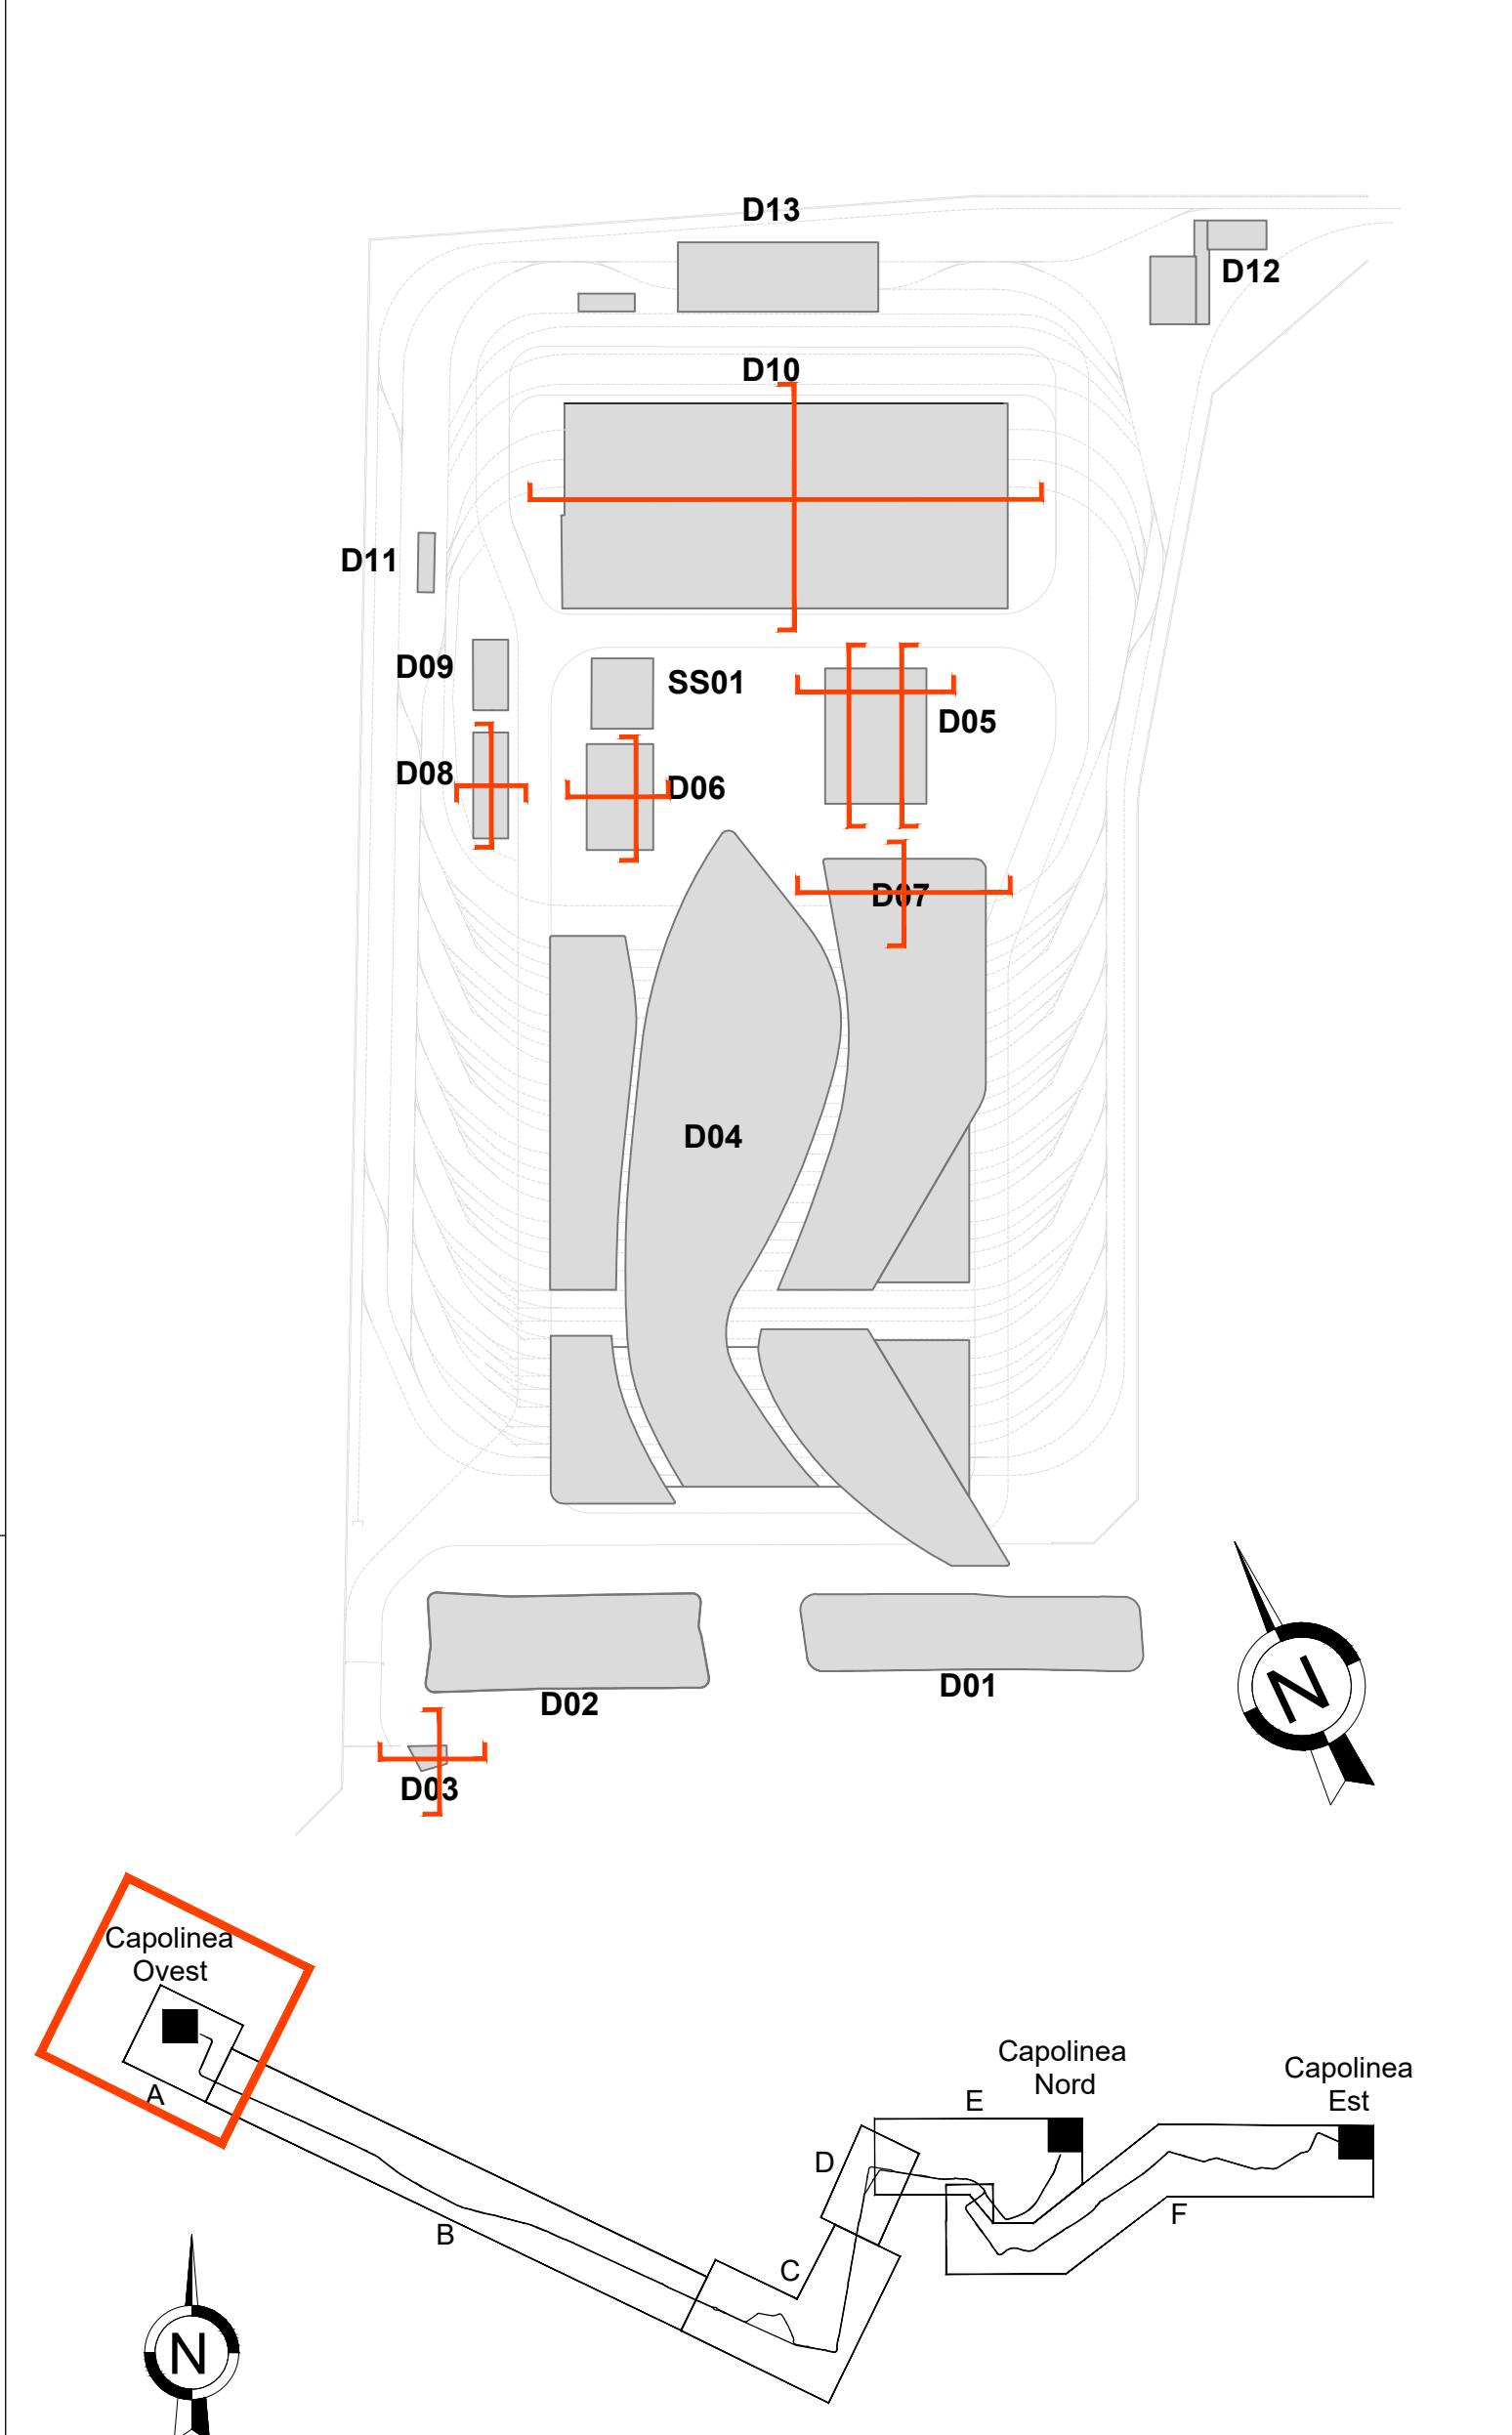 D13
D12
D10
D11
D09
SS01
D05
D08
D06
D07
D04
N
D01
D02
D03
Capolinea
Ovest
A
B
C
D
E
Capolinea
Nord
Capolinea
Est
F
N